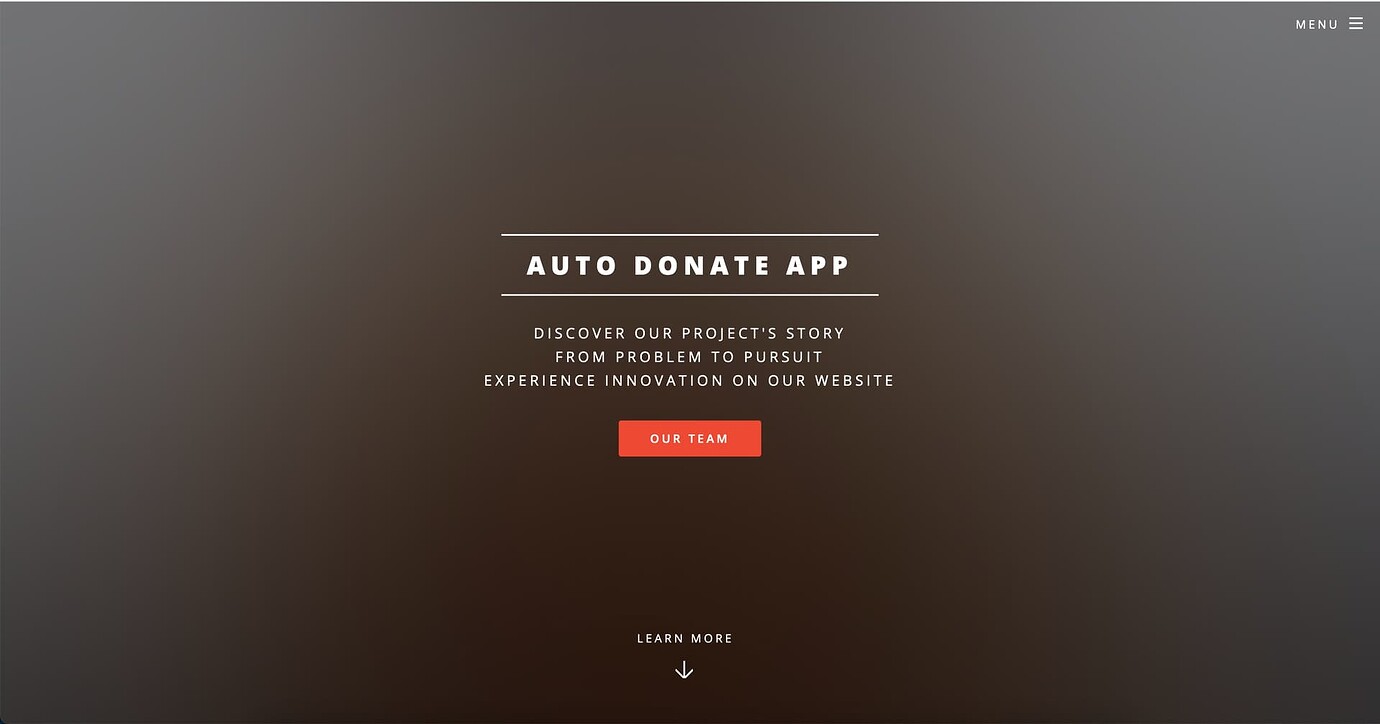 MENU
AUTO DONATE APP
DISCOVER OUR PROJECT'S STORY
FROM PROBLEM TO PURSUIT
EXPERIENCE INNOVATION ON OUR WEBSITE
OUR TEAM
LEARN MORE